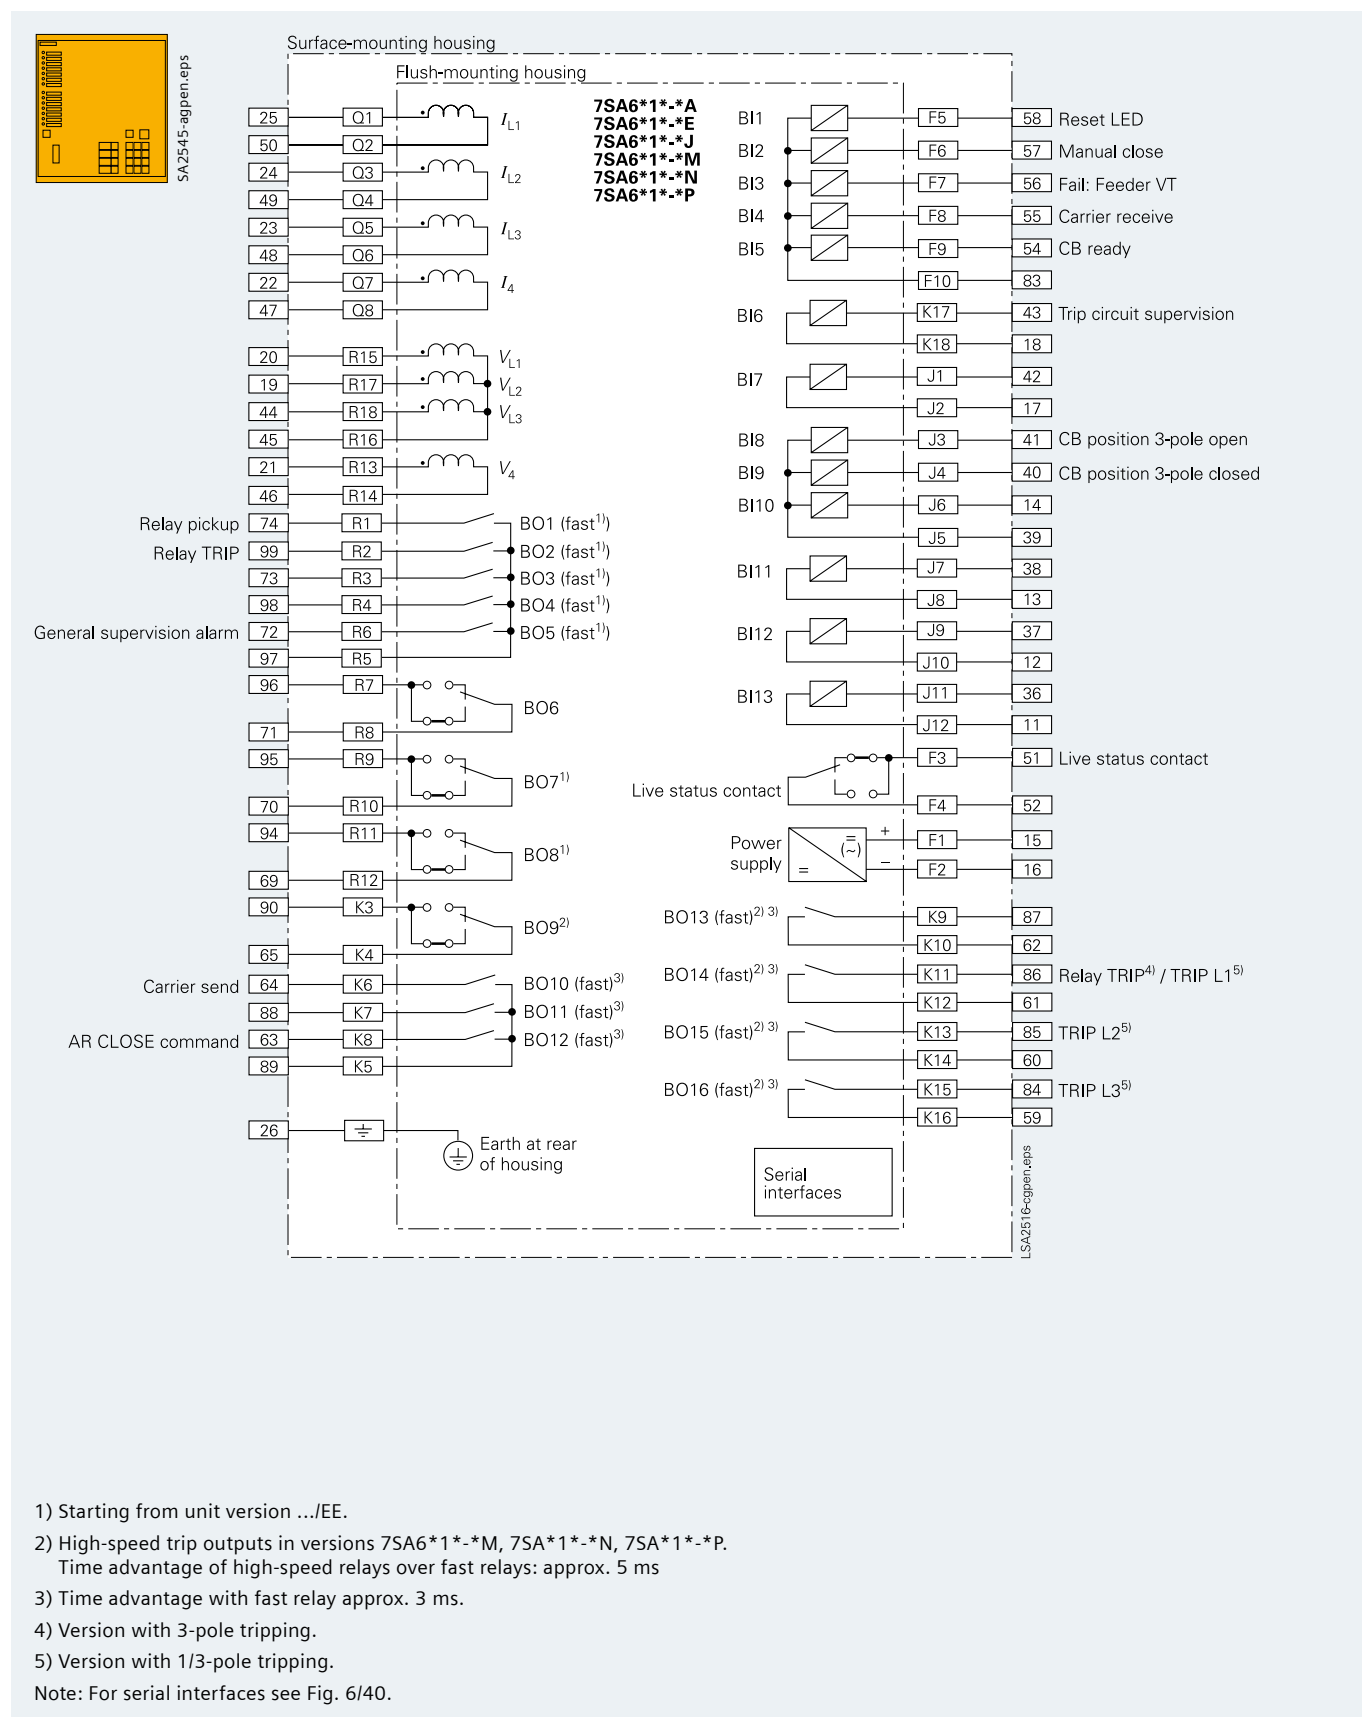 SA2545-agpen.eps
Surface-mounting housing
Flush-mounting housing
7SA6*1*-*A
7SA6*1*-*E
7SA6*1*-*J
7SA6*1*-*M
7SA6*1*-*N
7SA6*1*-*P
25 Q1 IL1
50 Q2
24 Q3 IL2
49 Q4
23 Q5 IL3
48 Q6
22 Q7 I4
47 Q8
20 R15 VL1
19 R17 VL2
44 R18 VL3
45 R16
21 R13 V4
46 R14
Relay pickup 74 R1 BO1 (fast1))
Relay TRIP 99 R2 BO2 (fast1))
73 R3 BO3 (fast1))
98 R4 BO4 (fast1))
General supervision alarm 72 R6 BO5 (fast1))
97 R5
96 R7 BO6
71 R8
95 R9 BO71)
70 R10
94 R11 BO81)
69 R12
90 K3 BO92)
65 K4
Carrier send 64 K6 BO10 (fast)3)
88 K7 BO11 (fast)3)
AR CLOSE command 63 K8 BO12 (fast)3)
89 K5
26
Earth at rear
of housing
BI1 F5 58 Reset LED
BI2 F6 57 Manual close
BI3 F7 56 Fail: Feeder VT
BI4 F8 55 Carrier receive
BI5 F9 54 CB ready
F10 83
BI6 K17 43 Trip circuit supervision
K18 18
BI7 J1 42
J2 17
BI8 J3 41 CB position 3-pole open
BI9 J4 40 CB position 3-pole closed
BI10 J6 14
J5 39
BI11 J7 38
J8 13
BI12 J9 37
J10 12
BI13 J11 36
J12 11
F3 51 Live status contact
Live status contact
F4 52
Power
supply
= (~) =
+ F1 15
− F2 16
BO13 (fast)2) 3) K9 87
K10 62
BO14 (fast)2) 3) K11 86 Relay TRIP4) / TRIP L15)
K12 61
BO15 (fast)2) 3) K13 85 TRIP L25)
K14 60
BO16 (fast)2) 3) K15 84 TRIP L35)
K16 59
Serial
interfaces
LSA2516-cgpen.eps
1) Starting from unit version .../EE.
2) High-speed trip outputs in versions 7SA6*1*-*M, 7SA*1*-*N, 7SA*1*-*P.
Time advantage of high-speed relays over fast relays: approx. 5 ms
3) Time advantage with fast relay approx. 3 ms.
4) Version with 3-pole tripping.
5) Version with 1/3-pole tripping.
Note: For serial interfaces see Fig. 6/40.